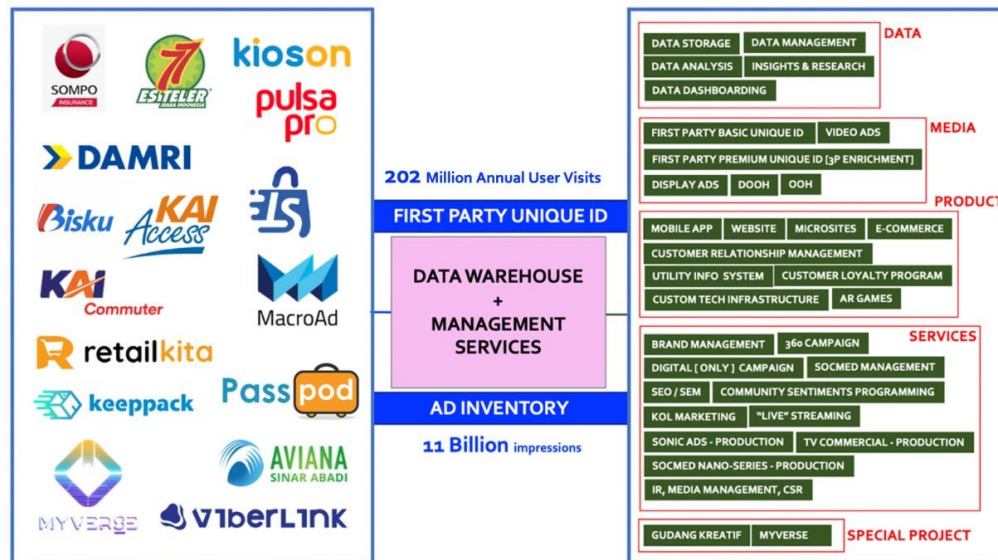 SOMPO
INSURANCE
77
ES TELER
JUARA INDONESIA
kioson
pulsa
pro
DAMRI
Bisku
KAI
Access
LS
KAI
Commuter
MacroAd
retailkita
keeppack
Pass pod
MYVERSE
AVIANA
SINAR ABADI
V1BERL1NK
202 Million Annual User Visits
FIRST PARTY UNIQUE ID
DATA WAREHOUSE
+
MANAGEMENT
SERVICES
AD INVENTORY
11 Billion impressions
DATA
DATA STORAGE DATA MANAGEMENT
DATA ANALYSIS INSIGHTS & RESEARCH
DATA DASHBOARDING
MEDIA
FIRST PARTY BASIC UNIQUE ID VIDEO ADS
FIRST PARTY PREMIUM UNIQUE ID [3P ENRICHMENT]
DISPLAY ADS DOOH OOH
PRODUCT
MOBILE APP WEBSITE MICROSITES E-COMMERCE
CUSTOMER RELATIONSHIP MANAGEMENT
UTILITY INFO SYSTEM CUSTOMER LOYALTY PROGRAM
CUSTOM TECH INFRASTRUCTURE AR GAMES
SERVICES
BRAND MANAGEMENT 360 CAMPAIGN
DIGITAL [ ONLY ] CAMPAIGN SOCMED MANAGEMENT
SEO / SEM COMMUNITY SENTIMENTS PROGRAMMING
KOL MARKETING "LIVE" STREAMING
SONIC ADS - PRODUCTION TV COMMERCIAL - PRODUCTION
SOCMED NANO-SERIES - PRODUCTION
IR, MEDIA MANAGEMENT, CSR
GUDANG KREATIF MYVERSE
SPECIAL PROJECT